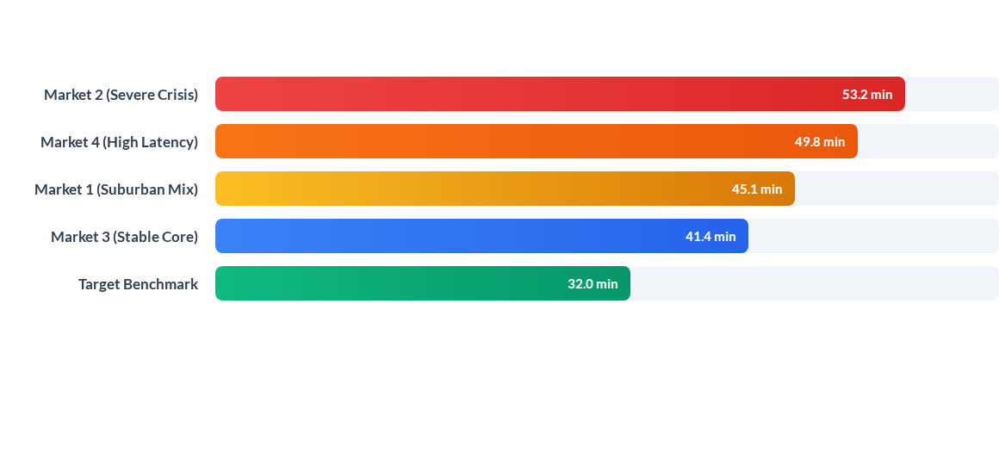 Market 2 (Severe Crisis) 53.2 min
Market 4 (High Latency) 49.8 min
Market 1 (Suburban Mix) 45.1 min
Market 3 (Stable Core) 41.4 min
Target Benchmark 32.0 min